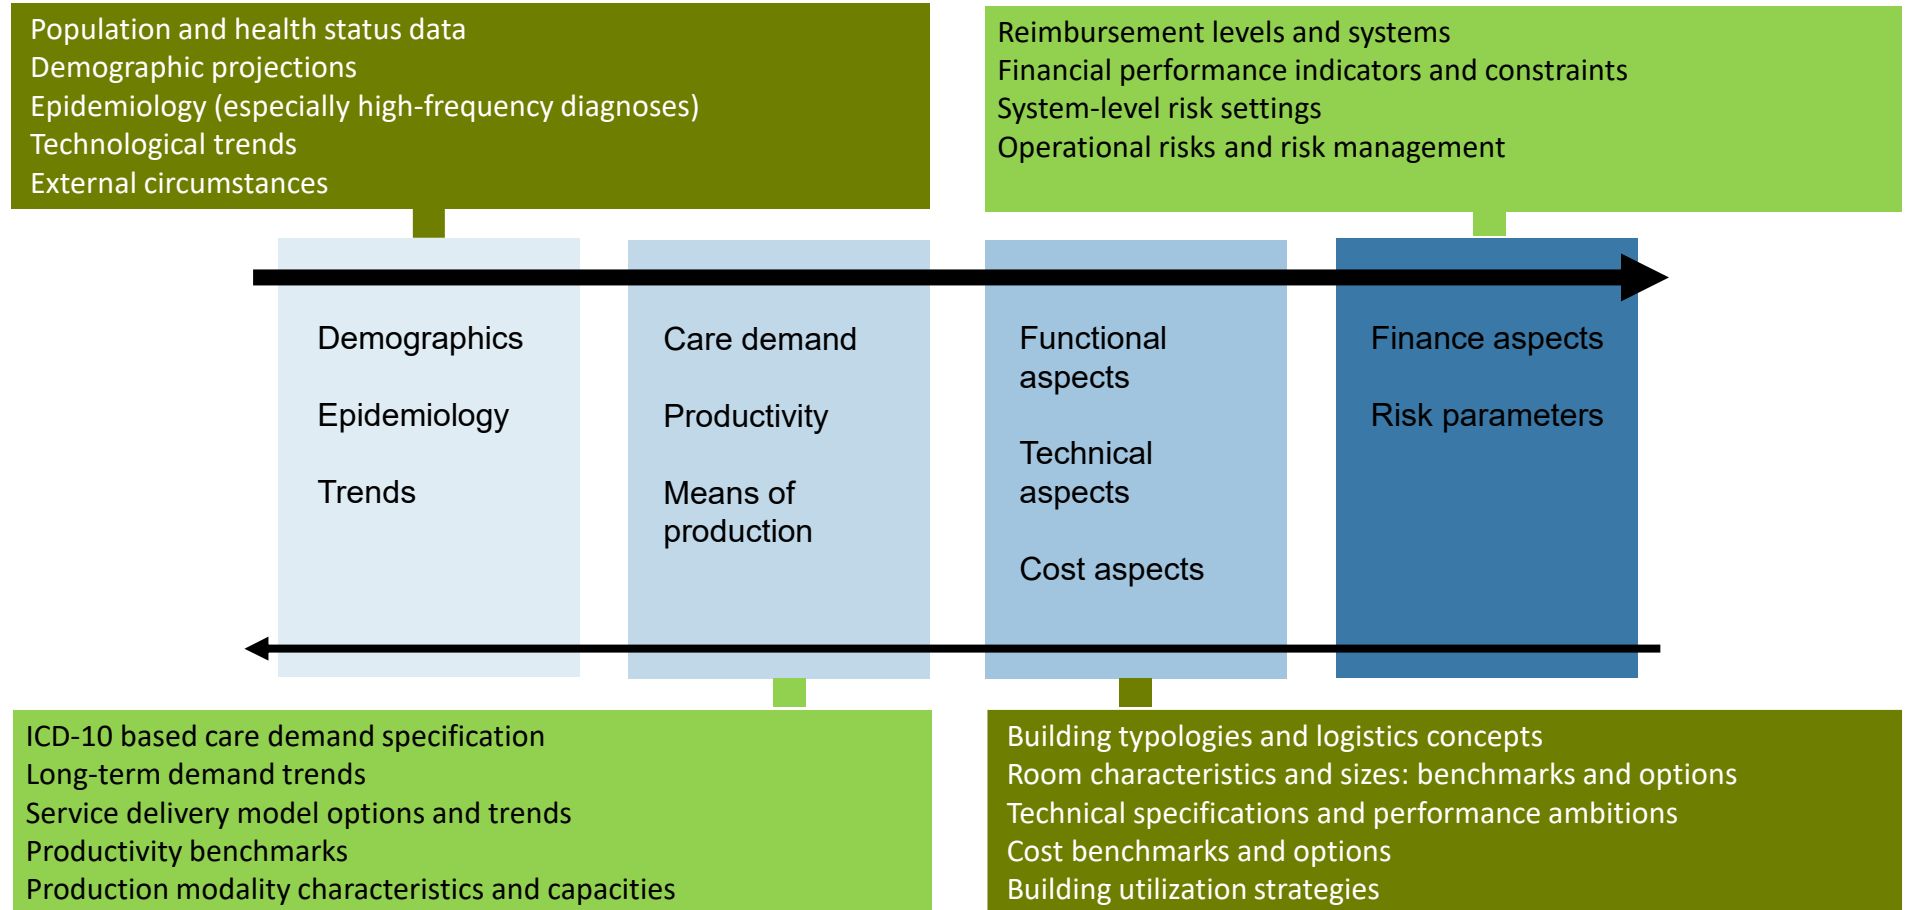 Population and health status data
Demographic projections
Epidemiology (especially high-frequency diagnoses)
Technological trends
External circumstances
Reimbursement levels and systems
Financial performance indicators and constraints
System-level risk settings
Operational risks and risk management
Demographics
Epidemiology
Trends
Care demand
Productivity
Means of
production
Functional
aspects
Technical
aspects
Cost aspects
Finance aspects
Risk parameters
ICD-10 based care demand specification
Long-term demand trends
Service delivery model options and trends
Productivity benchmarks
Production modality characteristics and capacities
Building typologies and logistics concepts
Room characteristics and sizes: benchmarks and options
Technical specifications and performance ambitions
Cost benchmarks and options
Building utilization strategies